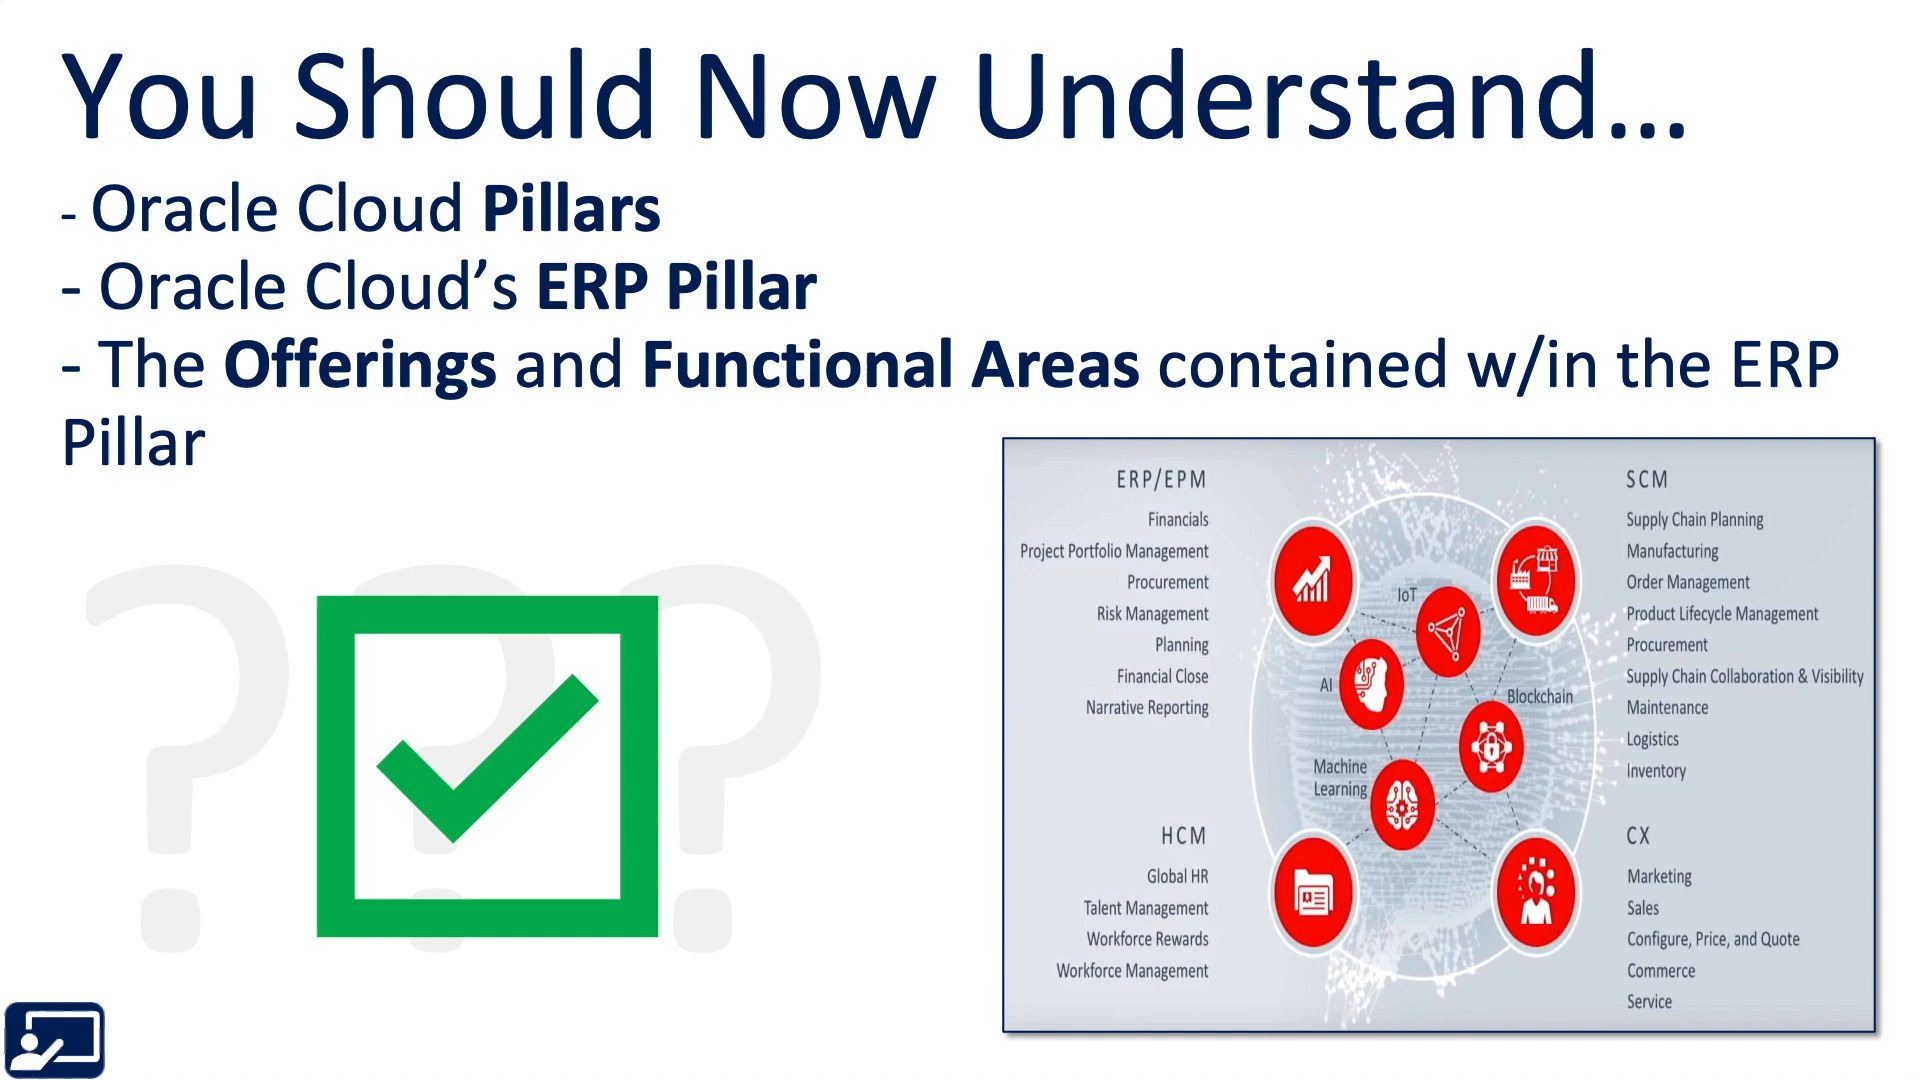 You Should Now Understand...
- Oracle Cloud Pillars
- Oracle Cloud's ERP Pillar
- The Offerings and Functional Areas contained w/in the ERP
Pillar
???
ERP/EPM
Financials
Project Portfolio Management
Procurement
Risk Management
Planning
Financial Close
Narrative Reporting
SCM
Supply Chain Planning
Manufacturing
Order Management
Product Lifecycle Management
Procurement
Supply Chain Collaboration & Visibility
Maintenance
Logistics
Inventory
IoT
AI
Blockchain
Machine
Learning
HCM
Global HR
Talent Management
Workforce Rewards
Workforce Management
CX
Marketing
Sales
Configure, Price, and Quote
Commerce
Service